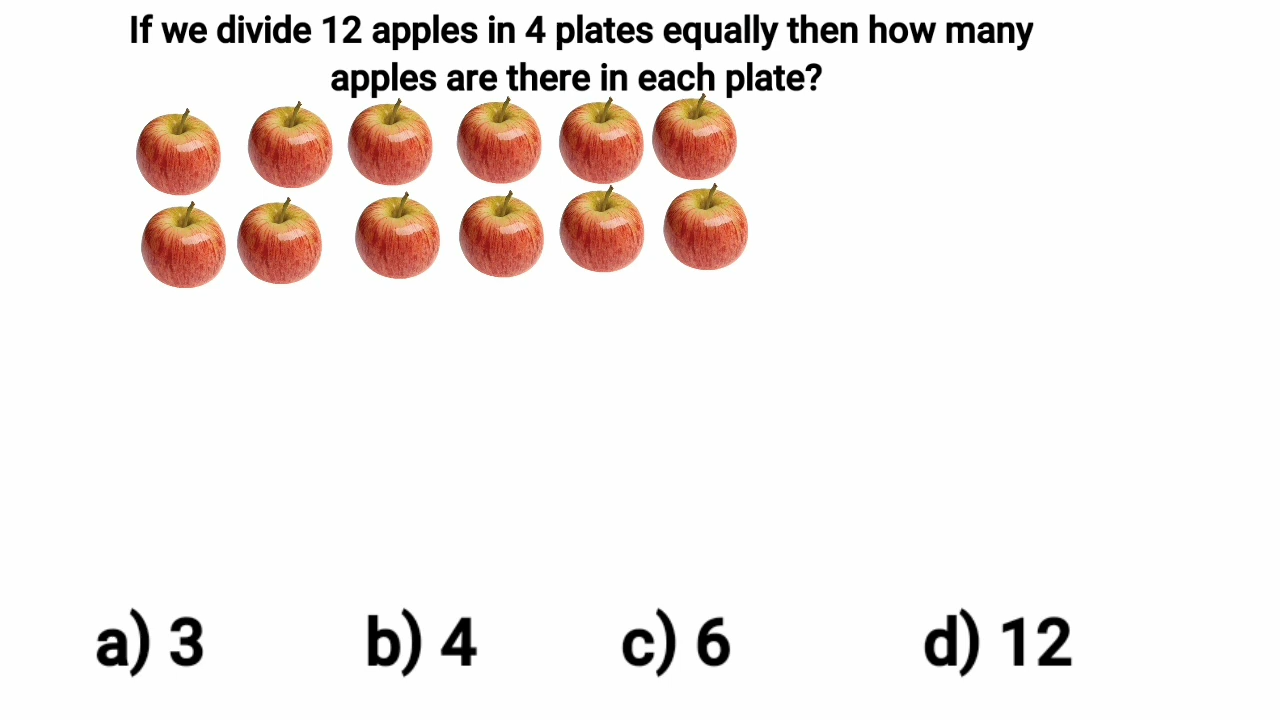 If we divide 12 apples in 4 plates equally then how many
apples are there in each plate?
a) 3 b) 4 c) 6 d) 12